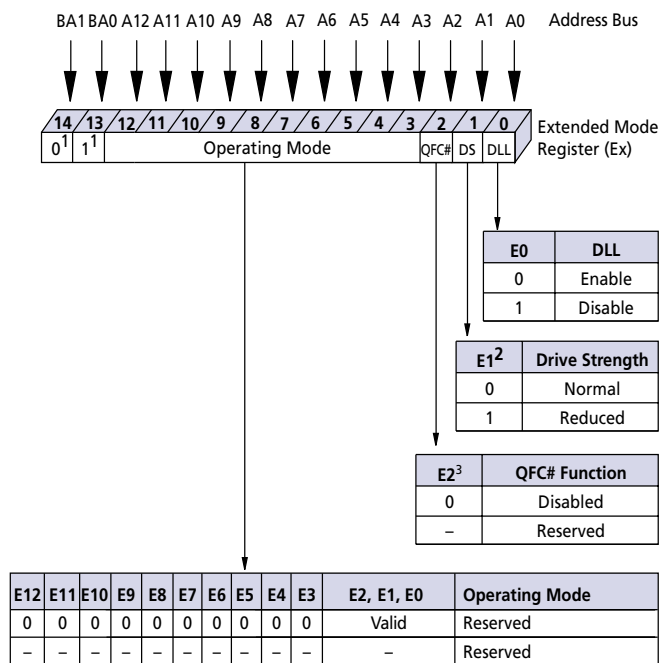 BA1 BA0 A12 A11 A10 A9 A8 A7 A6 A5 A4 A3 A2 A1 A0 Address Bus
14 13 12 11 10 9 8 7 6 5 4 3 2 1 0
Extended Mode
Register (Ex)
0¹ 1¹ Operating Mode QFC# DS DLL
E0 DLL
0 Enable
1 Disable
E1² Drive Strength
0 Normal
1 Reduced
E2³ QFC# Function
0 Disabled
– Reserved
E12 E11 E10 E9 E8 E7 E6 E5 E4 E3 E2, E1, E0 Operating Mode
0 0 0 0 0 0 0 0 0 0 Valid Reserved
– – – – – – – – – – – Reserved